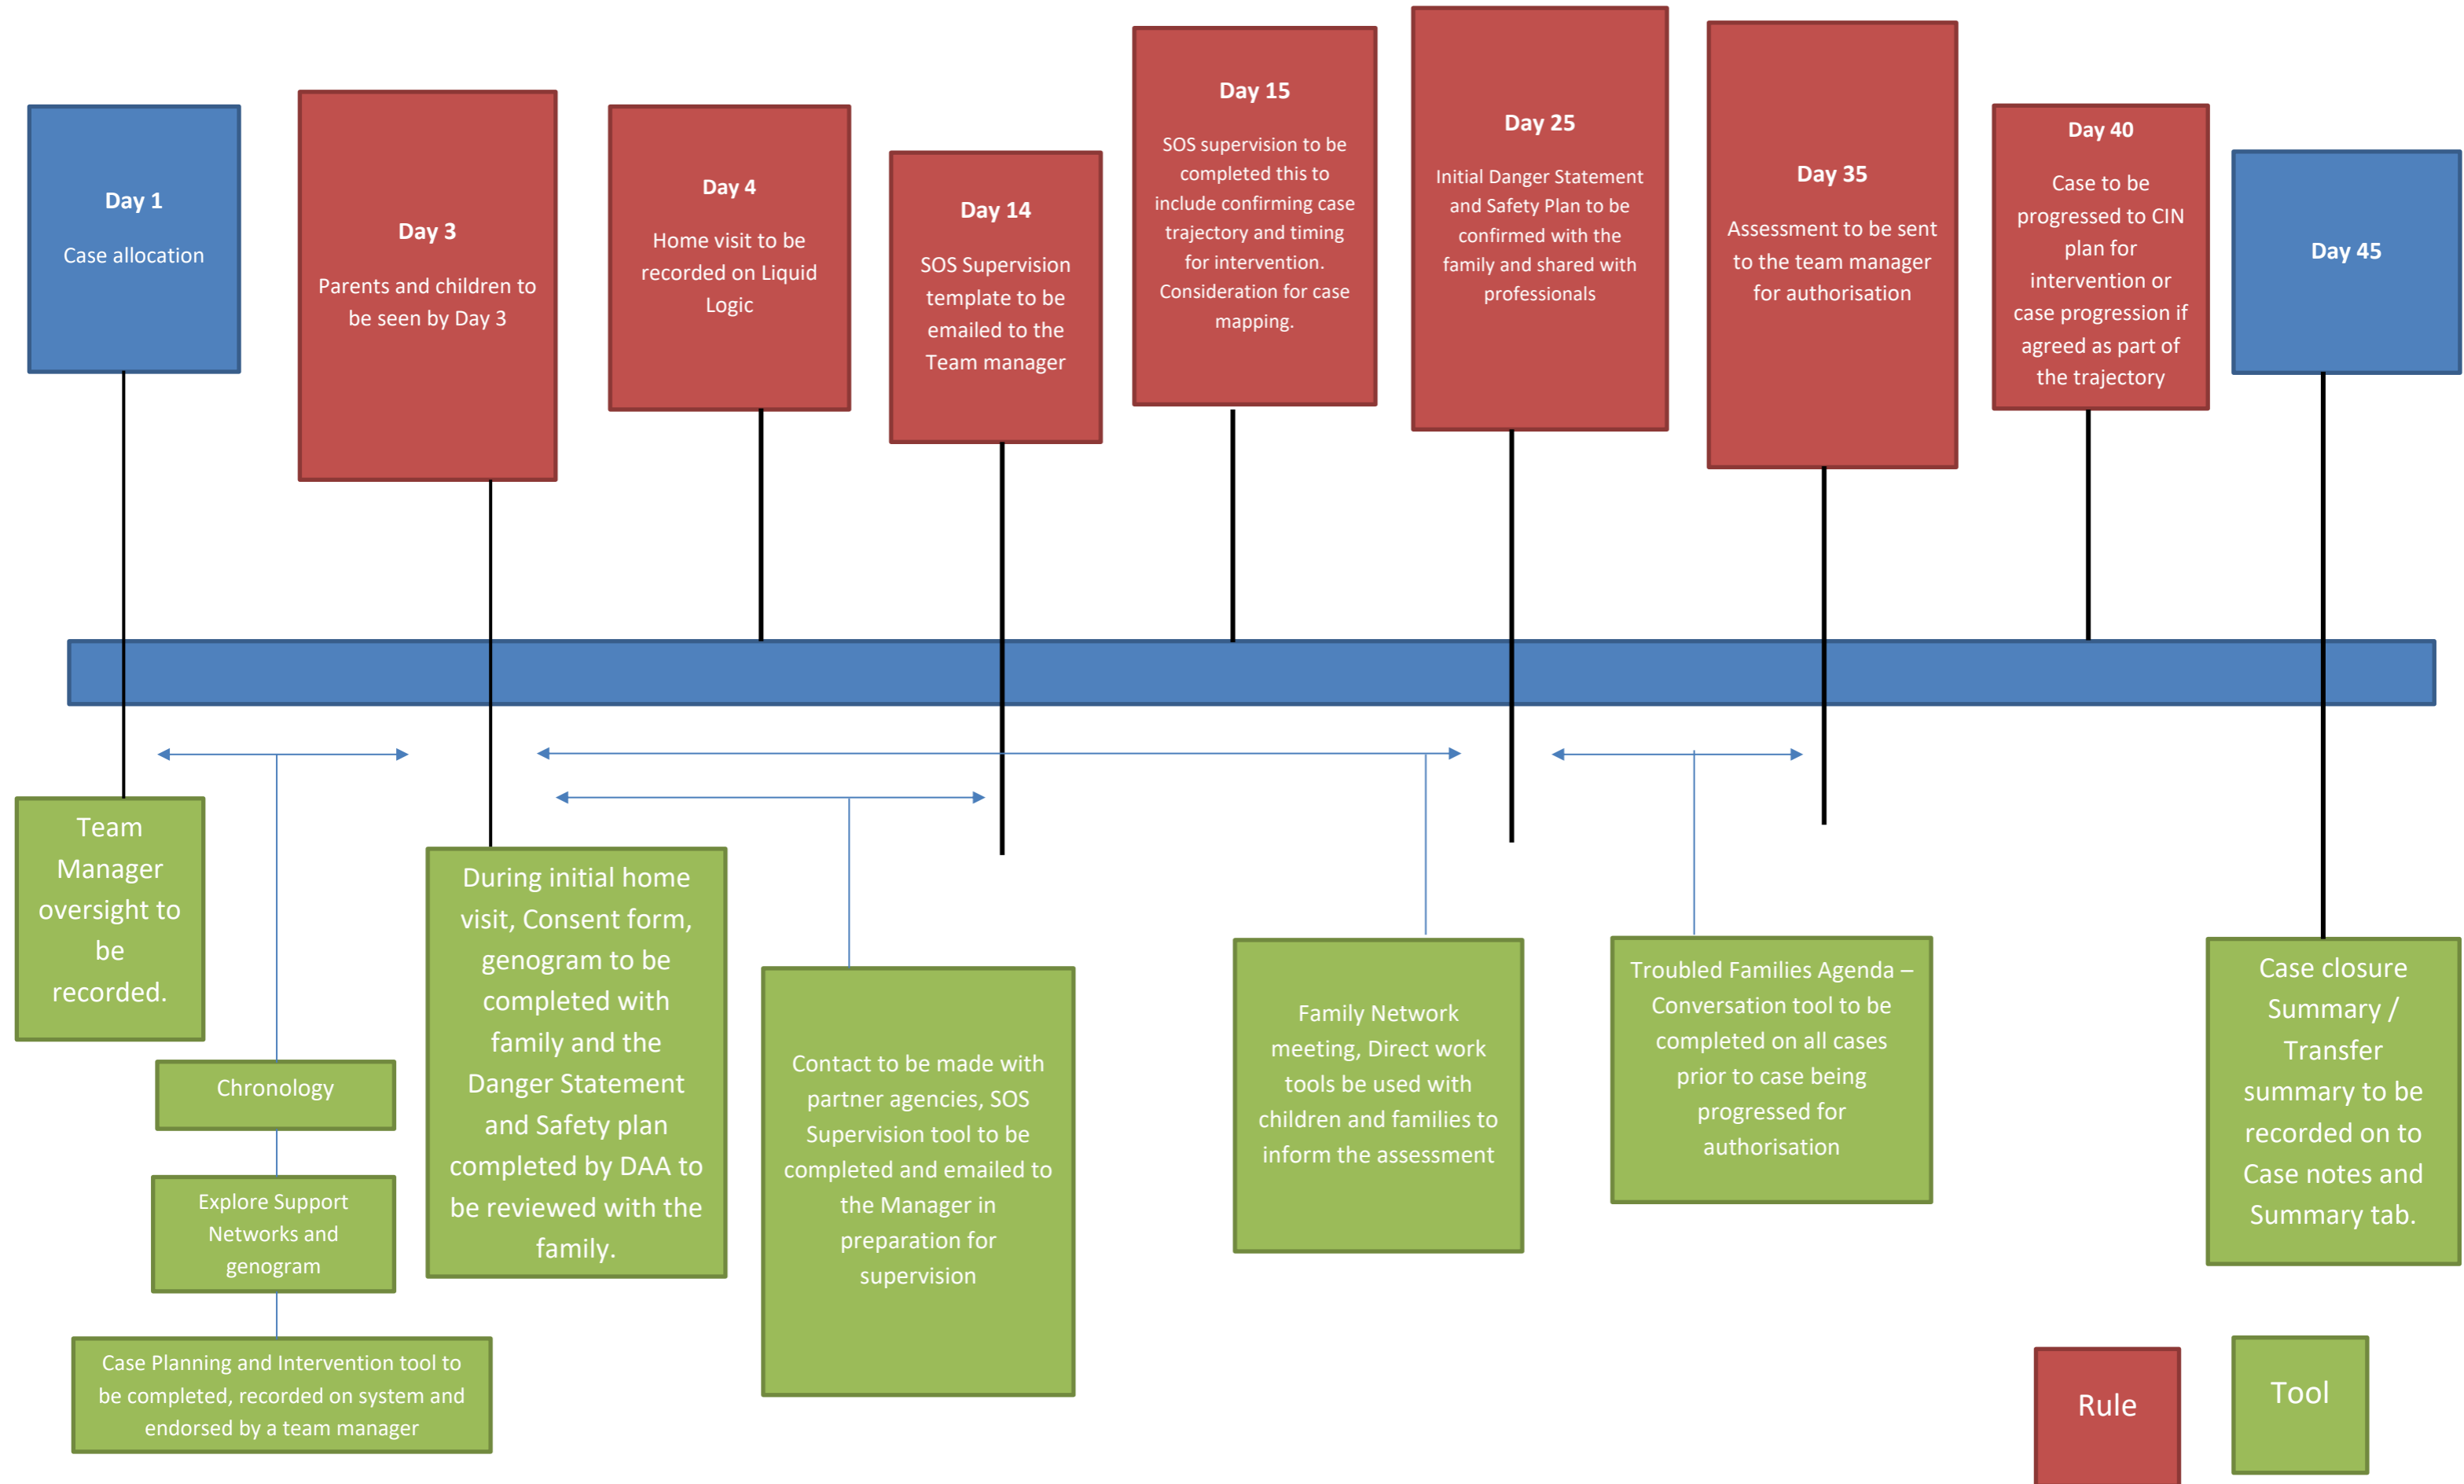 Day 1
Case allocation
Day 3
Parents and children to
be seen by Day 3
Day 4
Home visit to be
recorded on Liquid
Logic
Day 14
SOS Supervision
template to be
emailed to the
Team manager
Day 15
SOS supervision to be
completed this to
include confirming case
trajectory and timing
for intervention.
Consideration for case
mapping.
Day 25
Initial Danger Statement
and Safety Plan to be
confirmed with the
family and shared with
professionals
Day 35
Assessment to be sent
to the team manager
for authorisation
Day 40
Case to be
progressed to CIN
plan for
intervention or
case progression if
agreed as part of
the trajectory
Day 45
Team
Manager
oversight to
be
recorded.
Chronology
Explore Support
Networks and
genogram
Case Planning and Intervention tool to
be completed, recorded on system and
endorsed by a team manager
During initial home
visit, Consent form,
genogram to be
completed with
family and the
Danger Statement
and Safety plan
completed by DAA to
be reviewed with the
family.
Contact to be made with
partner agencies, SOS
Supervision tool to be
completed and emailed to
the Manager in
preparation for
supervision
Family Network
meeting, Direct work
tools be used with
children and families to
inform the assessment
Troubled Families Agenda –
Conversation tool to be
completed on all cases
prior to case being
progressed for
authorisation
Case closure
Summary /
Transfer
summary to be
recorded on to
Case notes and
Summary tab.
Rule
Tool